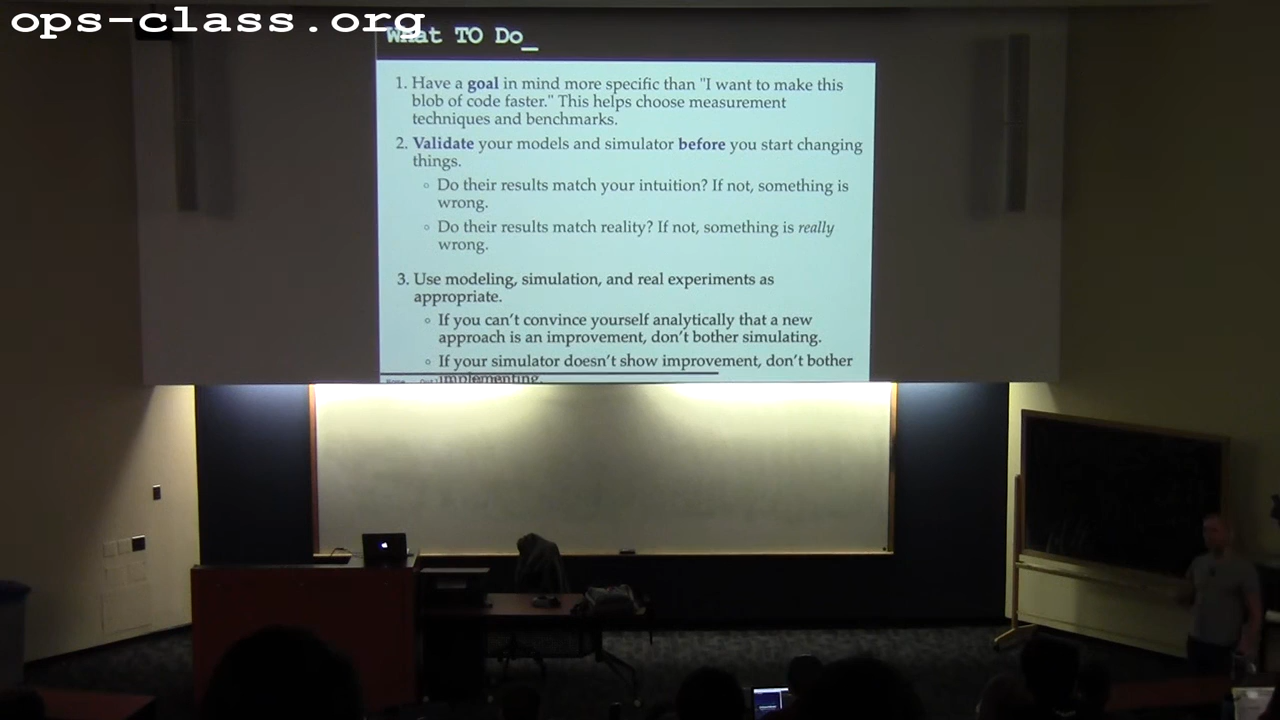 ops-class.org
What TO Do_
1. Have a goal in mind more specific than "I want to make this
blob of code faster." This helps choose measurement
techniques and benchmarks.
2. Validate your models and simulator before you start changing
things.
◦ Do their results match your intuition? If not, something is
wrong.
◦ Do their results match reality? If not, something is really
wrong.
3. Use modeling, simulation, and real experiments as
appropriate.
◦ If you can't convince yourself analytically that a new
approach is an improvement, don't bother simulating.
◦ If your simulator doesn't show improvement, don't bother
implementing.